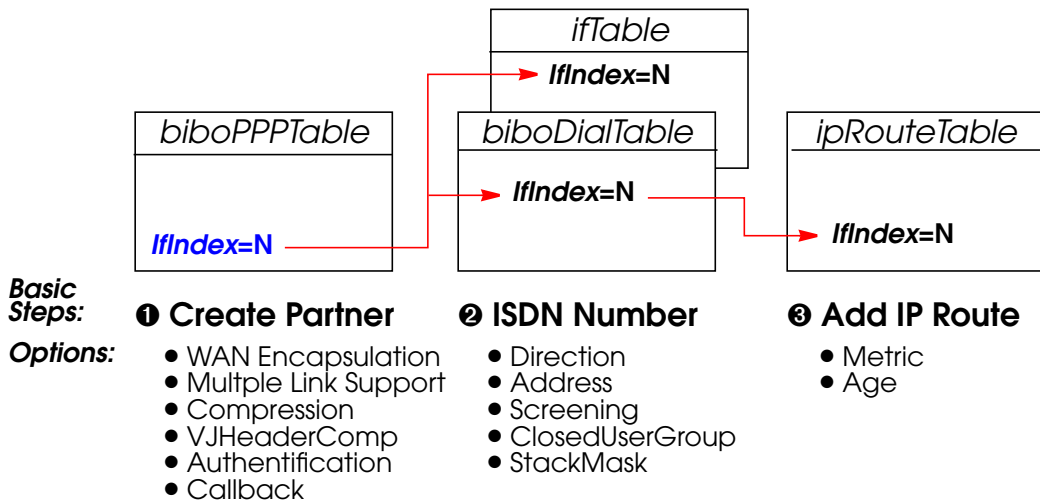 ifTable
IfIndex=N
biboPPPTable
biboDialTable
ipRouteTable
IfIndex=N
IfIndex=N
IfIndex=N
Basic
Steps:
❶ Create Partner
❷ ISDN Number
❸ Add IP Route
Options:
● WAN Encapsulation
● Multple Link Support
● Compression
● VJHeaderComp
● Authentification
● Callback
● Direction
● Address
● Screening
● ClosedUserGroup
● StackMask
● Metric
● Age